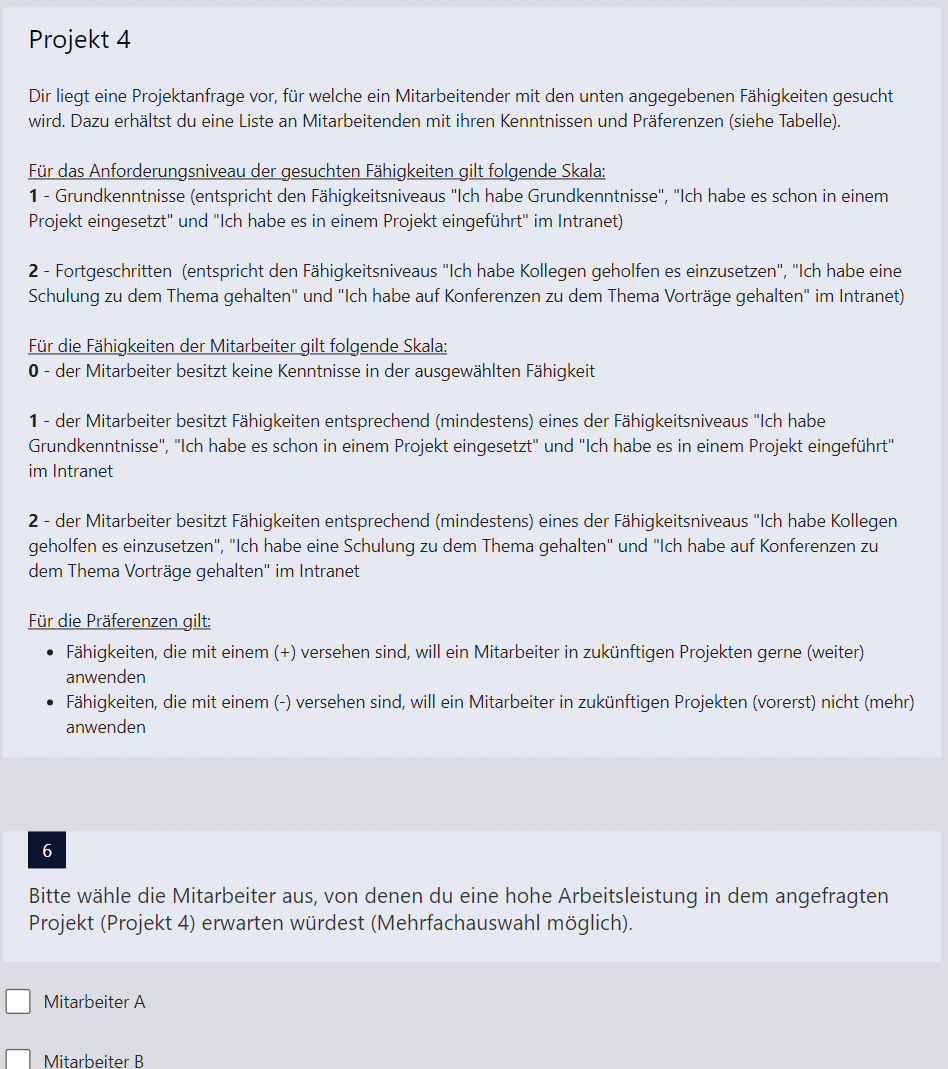 Projekt 4
Dir liegt eine Projektanfrage vor, für welche ein Mitarbeitender mit den unten angegebenen Fähigkeiten gesucht
wird. Dazu erhältst du eine Liste an Mitarbeitenden mit ihren Kenntnissen und Präferenzen (siehe Tabelle).
Für das Anforderungsniveau der gesuchten Fähigkeiten gilt folgende Skala:
1 - Grundkenntnisse (entspricht den Fähigkeitsniveaus "Ich habe Grundkenntnisse", "Ich habe es schon in einem
Projekt eingesetzt" und "Ich habe es in einem Projekt eingeführt" im Intranet)
2 - Fortgeschritten  (entspricht den Fähigkeitsniveaus "Ich habe Kollegen geholfen es einzusetzen", "Ich habe eine
Schulung zu dem Thema gehalten" und "Ich habe auf Konferenzen zu dem Thema Vorträge gehalten" im Intranet)
Für die Fähigkeiten der Mitarbeiter gilt folgende Skala:
0 - der Mitarbeiter besitzt keine Kenntnisse in der ausgewählten Fähigkeit
1 - der Mitarbeiter besitzt Fähigkeiten entsprechend (mindestens) eines der Fähigkeitsniveaus "Ich habe
Grundkenntnisse", "Ich habe es schon in einem Projekt eingesetzt" und "Ich habe es in einem Projekt eingeführt"
im Intranet
2 - der Mitarbeiter besitzt Fähigkeiten entsprechend (mindestens) eines der Fähigkeitsniveaus "Ich habe Kollegen
geholfen es einzusetzen", "Ich habe eine Schulung zu dem Thema gehalten" und "Ich habe auf Konferenzen zu
dem Thema Vorträge gehalten" im Intranet
Für die Präferenzen gilt:
• Fähigkeiten, die mit einem (+) versehen sind, will ein Mitarbeiter in zukünftigen Projekten gerne (weiter)
anwenden
• Fähigkeiten, die mit einem (-) versehen sind, will ein Mitarbeiter in zukünftigen Projekten (vorerst) nicht (mehr)
anwenden
6
Bitte wähle die Mitarbeiter aus, von denen du eine hohe Arbeitsleistung in dem angefragten
Projekt (Projekt 4) erwarten würdest (Mehrfachauswahl möglich).
Mitarbeiter A
Mitarbeiter B